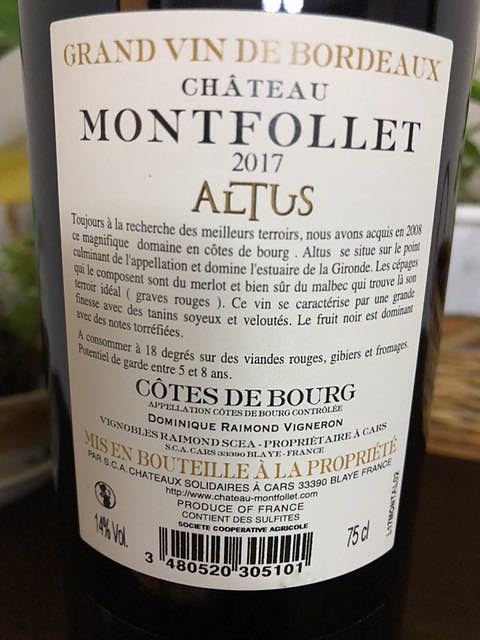 GRAND VIN DE BORDEAUX
CHÂTEAU
MONTFOLLET
2017
ALTUS
Toujours à la recherche des meilleurs terroirs, nous avons acquis en 2008
ce magnifique domaine en côtes de bourg . Altus se situe sur le point
culminant de l'appellation et domine l'estuaire de la Gironde. Les cépages
qui le composent sont du merlot et bien sûr du malbec qui trouve là son
terroir idéal ( graves rouges ). Ce vin se caractérise par une grande
finesse avec des tanins soyeux et veloutés. Le fruit noir est dominant
avec des notes torréfiées.
A consommer à 18 degrés sur des viandes rouges, gibiers et fromages.
Potentiel de garde entre 5 et 8 ans.
CÔTES DE BOURG
APPELLATION CÔTES DE BOURG CONTRÔLÉE
DOMINIQUE RAIMOND VIGNERON
VIGNOBLES RAIMOND SCEA - PROPRIÉTAIRE À CARS
S.C.A. CARS 33390 BLAYE - FRANCE
MIS EN BOUTEILLE À LA PROPRIÉTÉ
PAR S.C.A. CHATEAUX SOLIDAIRES À CARS 33390 BLAYE FRANCE
http://www.chateau-montfollet.com
PRODUCE OF FRANCE
CONTIENT DES SULFITES
SOCIETE COOPERATIVE AGRICOLE
14% Vol.
75 cl
3 480520 305101
L17MONTAL02